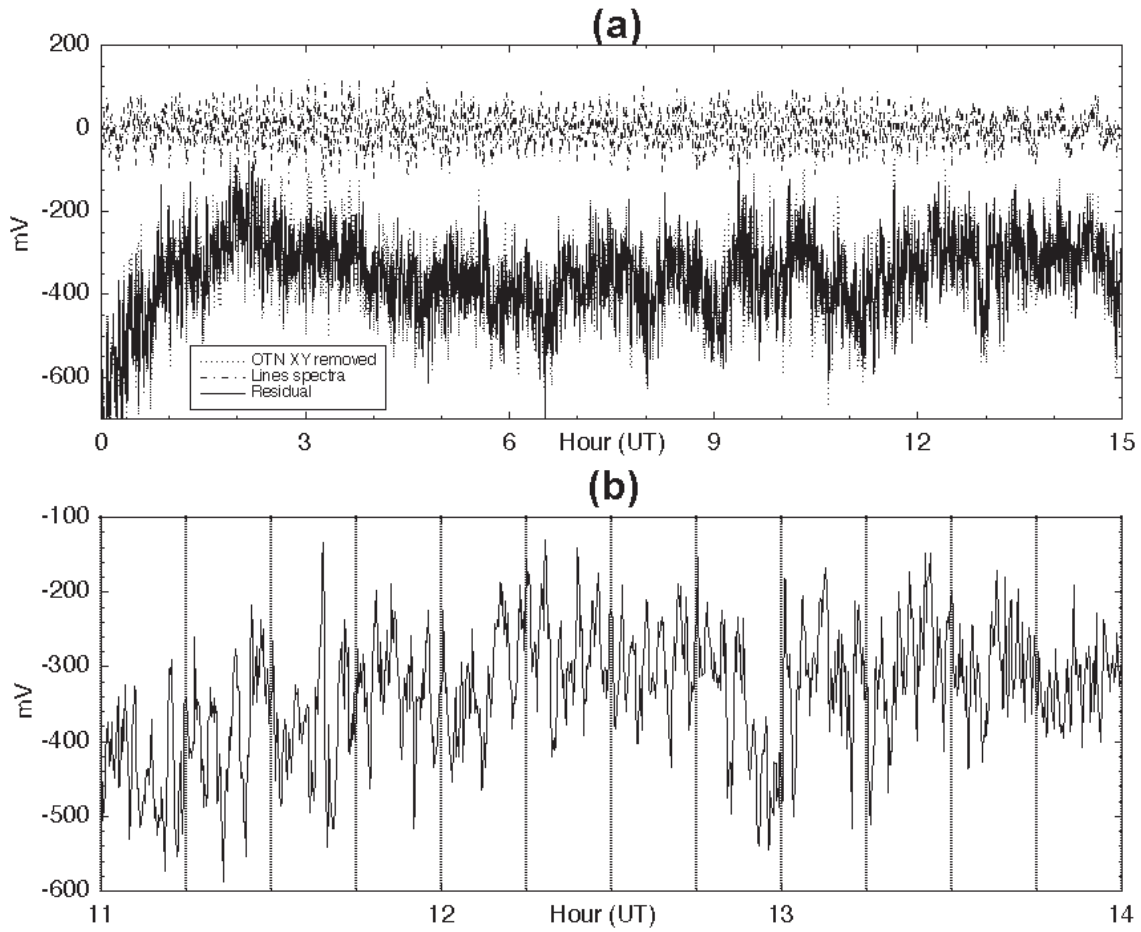 (a)
200
0
-200
-400
-600
mV
OTN XY removed
Lines spectra
Residual
0 3 6 Hour (UT) 9 12 15
(b)
-100
-200
-300
-400
-500
-600
mV
11 12 Hour (UT) 13 14